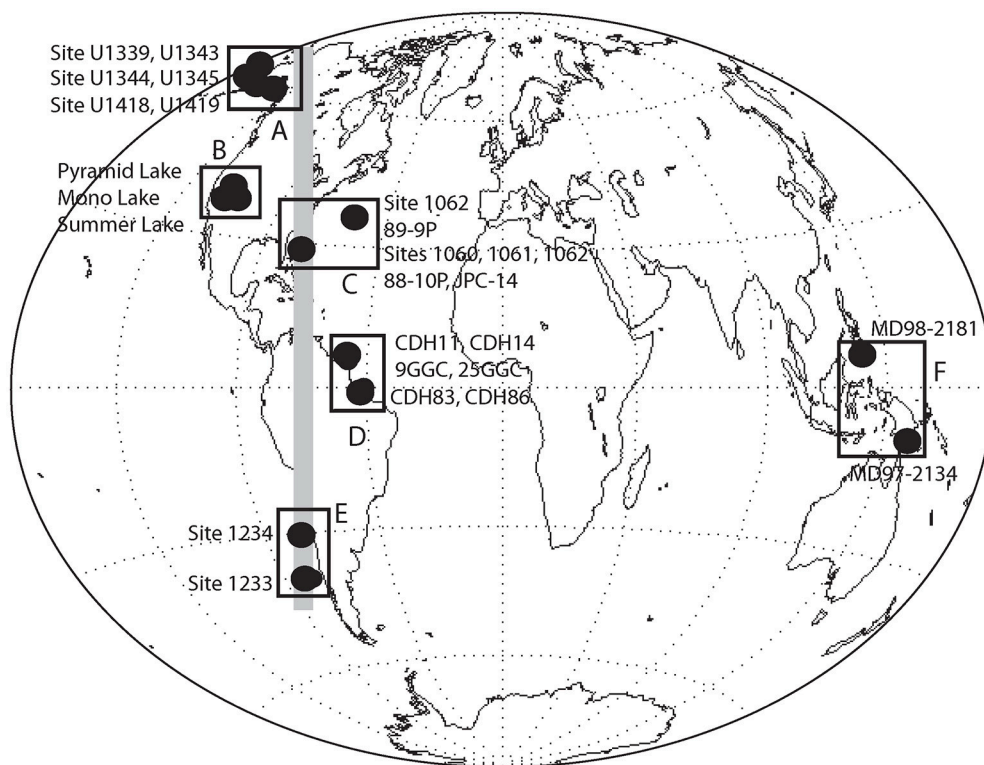 Site U1339, U1343
Site U1344, U1345
Site U1418, U1419
A
B
Pyramid Lake
Mono Lake
Summer Lake
Site 1062
89-9P
Sites 1060, 1061, 1062
88-10P, JPC-14
C
CDH11, CDH14
9GGC, 25GGC
CDH83, CDH86
D
MD98-2181
F
MD97-2134
E
Site 1234
Site 1233